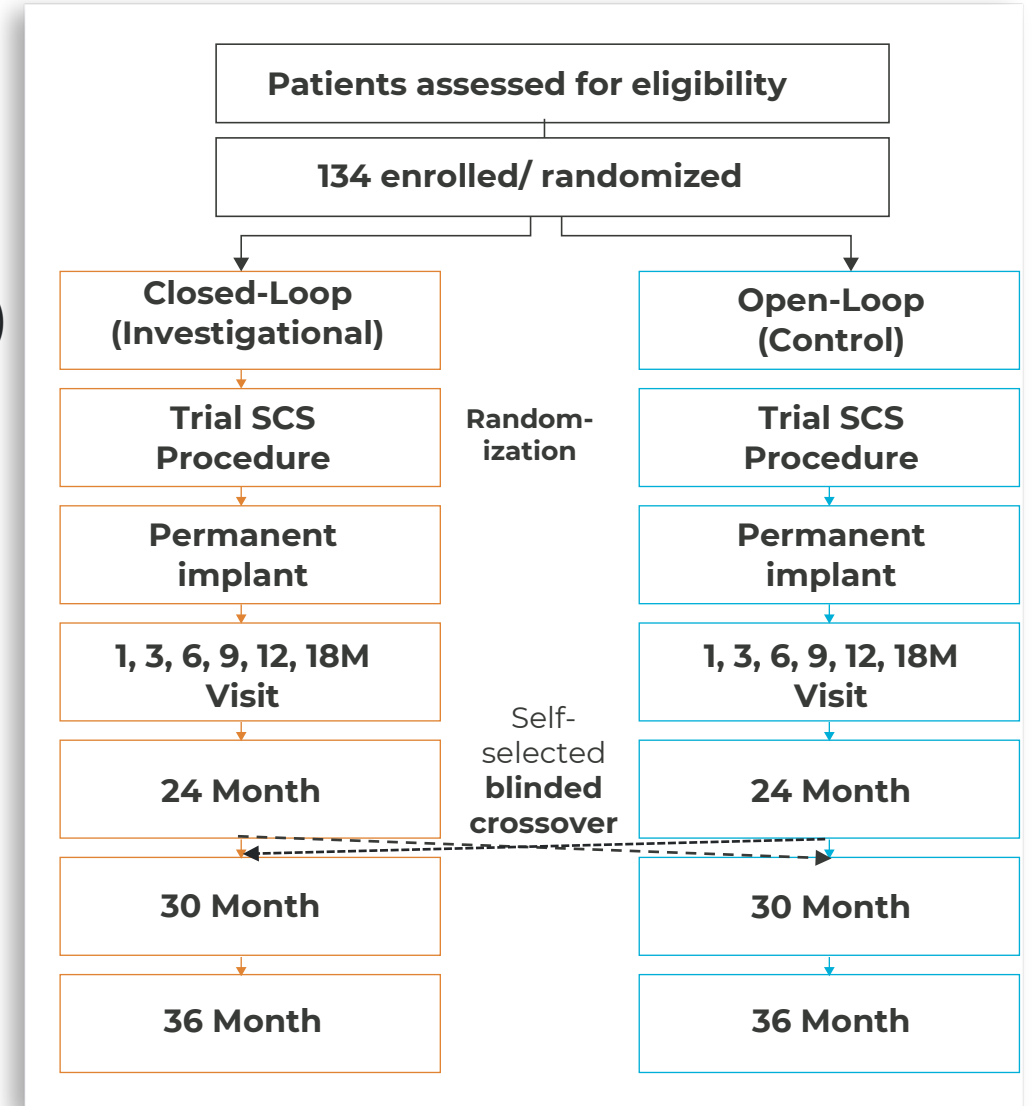 Patients assessed for eligibility
134 enrolled/ randomized
Closed-Loop
(Investigational)
Open-Loop
(Control)
Trial SCS
Procedure
Random-
ization
Trial SCS
Procedure
Permanent
implant
Permanent
implant
1, 3, 6, 9, 12, 18M
Visit
1, 3, 6, 9, 12, 18M
Visit
Self-
selected
blinded
crossover
24 Month
24 Month
30 Month
30 Month
36 Month
36 Month
)